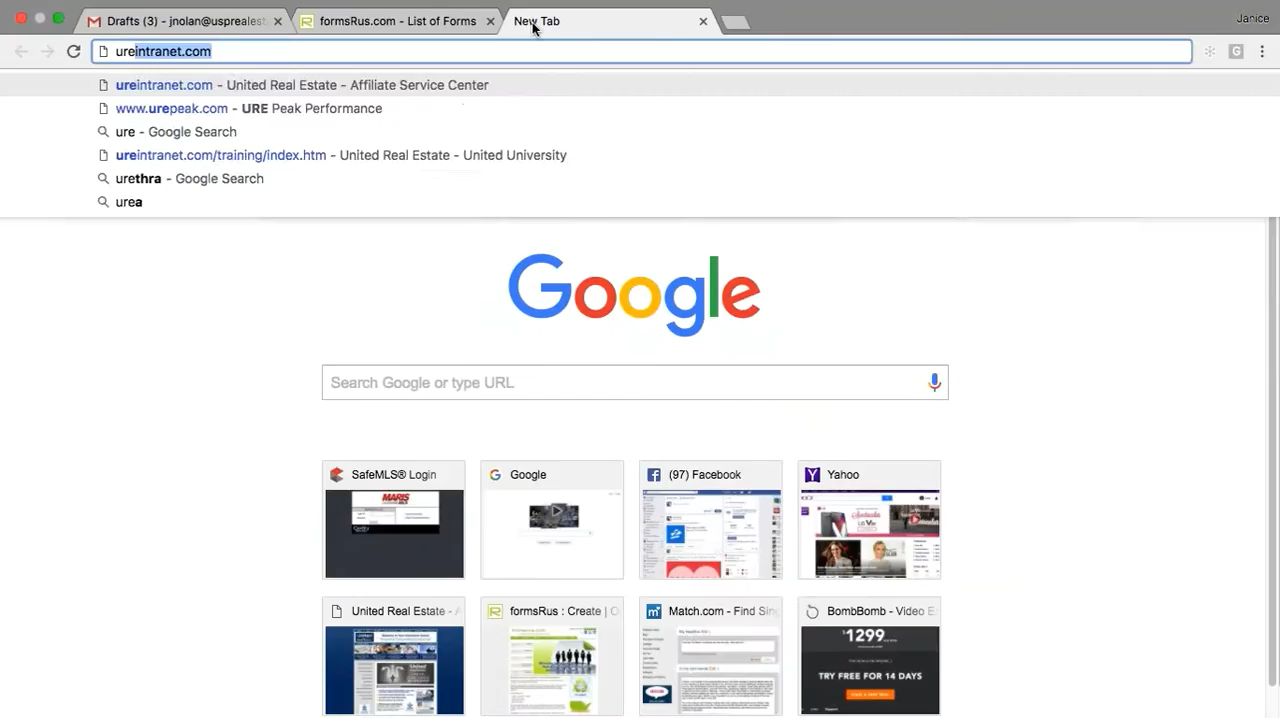 Drafts (3) - jnolan@usprealest
formsRus.com - List of Forms
New Tab
Janice
ureintranet.com
ureintranet.com - United Real Estate - Affiliate Service Center
www.urepeak.com - URE Peak Performance
ure - Google Search
ureintranet.com/training/index.htm - United Real Estate - United University
urethra - Google Search
urea
Google
Search Google or type URL
SafeMLS® Login
Google
(97) Facebook
Yahoo
MARIS
United Real Estate - A
formsRus : Create | O
Match.com - Find Sin
BombBomb - Video E
$1299
TRY FREE FOR 14 DAYS